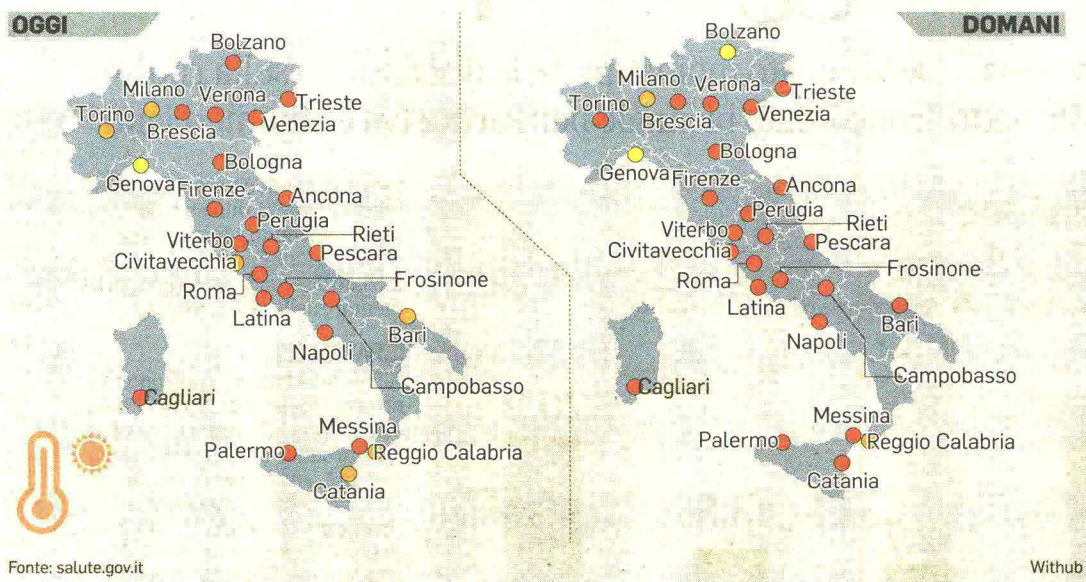 OGGI
Bolzano
Milano
Verona
Trieste
Torino
Brescia
Venezia
Bologna
Genova
Firenze
Ancona
Perugia
Viterbo
Rieti
Civitavecchia
Pescara
Roma
Frosinone
Latina
Bari
Napoli
Campobasso
Cagliari
Messina
Palermo
Reggio Calabria
Catania
DOMANI
Bolzano
Milano
Verona
Trieste
Torino
Brescia
Venezia
Bologna
Genova
Firenze
Ancona
Perugia
Rieti
Viterbo
Pescara
Civitavecchia
Frosinone
Roma
Latina
Bari
Napoli
Campobasso
Cagliari
Messina
Palermo
Reggio Calabria
Catania
Fonte: salute.gov.it
Withub